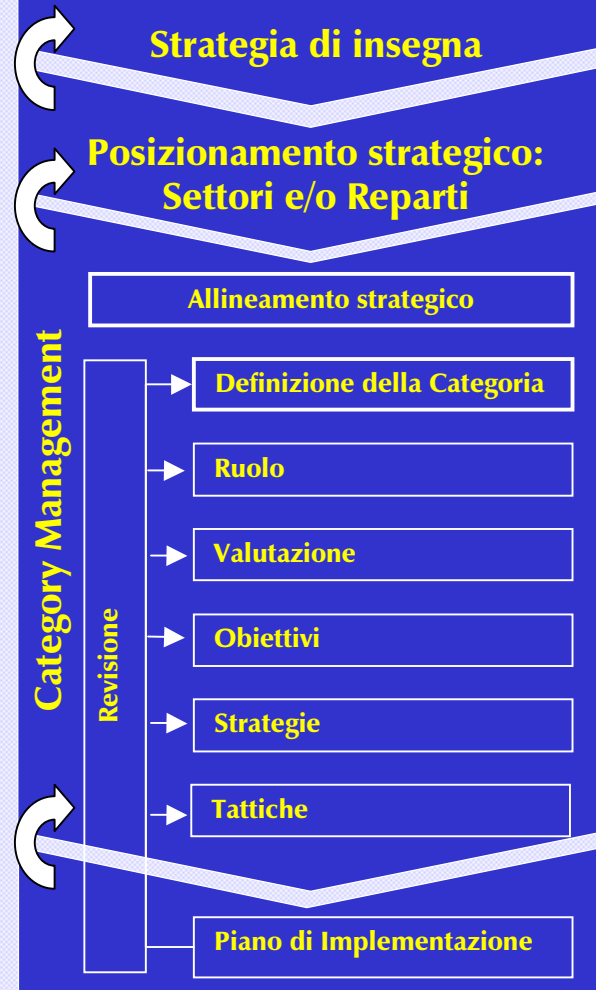 Strategia di insegna
Posizionamento strategico:
Settori e/o Reparti
Allineamento strategico
Category Management
Revisione
Definizione della Categoria
Ruolo
Valutazione
Obiettivi
Strategie
Tattiche
Piano di Implementazione